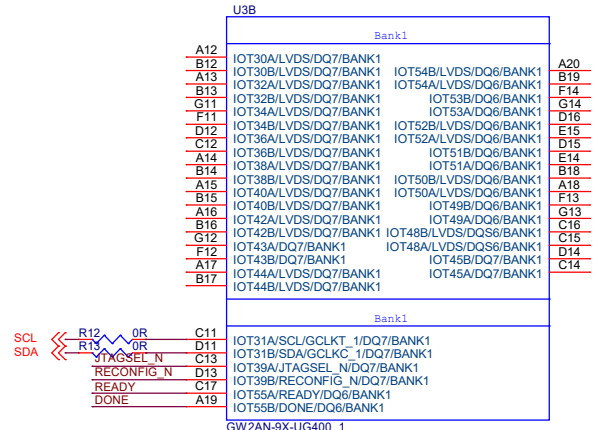 U3B
Bank1
A12 IOT30A/LVDS/DQ7/BANK1
B12 IOT30B/LVDS/DQ7/BANK1 IOT54B/LVDS/DQ6/BANK1 A20
A13 IOT32A/LVDS/DQ7/BANK1 IOT54A/LVDS/DQ6/BANK1 B19
B13 IOT32B/LVDS/DQ7/BANK1 IOT53B/DQ6/BANK1 F14
G11 IOT34A/LVDS/DQ7/BANK1 IOT53A/DQ6/BANK1 G14
F11 IOT34B/LVDS/DQ7/BANK1 IOT52B/LVDS/DQ6/BANK1 D16
D12 IOT36A/LVDS/DQ7/BANK1 IOT52A/LVDS/DQ6/BANK1 E15
C12 IOT36B/LVDS/DQ7/BANK1 IOT51B/DQ6/BANK1 D15
A14 IOT38A/LVDS/DQ7/BANK1 IOT51A/DQ6/BANK1 E14
B14 IOT38B/LVDS/DQ7/BANK1 IOT50B/LVDS/DQ6/BANK1 B18
A15 IOT40A/LVDS/DQ7/BANK1 IOT50A/LVDS/DQ6/BANK1 A18
B15 IOT40B/LVDS/DQ7/BANK1 IOT49B/DQ6/BANK1 F13
A16 IOT42A/LVDS/DQ7/BANK1 IOT49A/DQ6/BANK1 G13
B16 IOT42B/LVDS/DQ7/BANK1 IOT48B/LVDS/DQS6/BANK1 C16
G12 IOT43A/DQ7/BANK1 IOT48A/LVDS/DQS6/BANK1 C15
F12 IOT43B/DQ7/BANK1 IOT45B/DQ7/BANK1 D14
A17 IOT44A/LVDS/DQ7/BANK1 IOT45A/DQ7/BANK1 C14
B17 IOT44B/LVDS/DQ7/BANK1
Bank1
SCL R12 0R C11 IOT31A/SCL/GCLKT_1/DQ7/BANK1
SDA R13 0R D11 IOT31B/SDA/GCLKC_1/DQ7/BANK1
JTAGSEL_N C13 IOT39A/JTAGSEL_N/DQ7/BANK1
RECONFIG_N D13 IOT39B/RECONFIG_N/DQ7/BANK1
READY C17 IOT55A/READY/DQ6/BANK1
DONE A19 IOT55B/DONE/DQ6/BANK1
GW2AN-9X-UG400_1